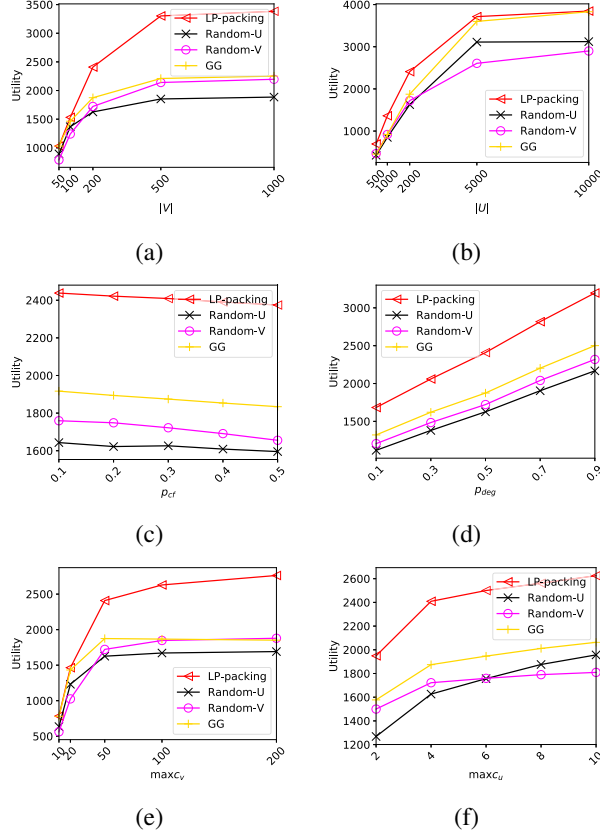 3500
3000
2500
2000
1500
1000
Utility
LP-packing
Random-U
Random-V
GG
50
100
200
500
1000
|V|
(a)
4000
3000
2000
1000
Utility
LP-packing
Random-U
Random-V
GG
500
1000
2000
5000
10000
|U|
(b)
2400
2200
2000
1800
1600
Utility
LP-packing
Random-U
Random-V
GG
0.1
0.2
0.3
0.4
0.5
p_cf
(c)
3000
2500
2000
1500
Utility
LP-packing
Random-U
Random-V
GG
0.1
0.3
0.5
0.7
0.9
p_deg
(d)
2500
2000
1500
1000
500
Utility
LP-packing
Random-U
Random-V
GG
10
20
50
100
200
maxc_v
(e)
2600
2400
2200
2000
1800
1600
1400
1200
Utility
LP-packing
Random-U
Random-V
GG
2
4
6
8
10
maxc_u
(f)